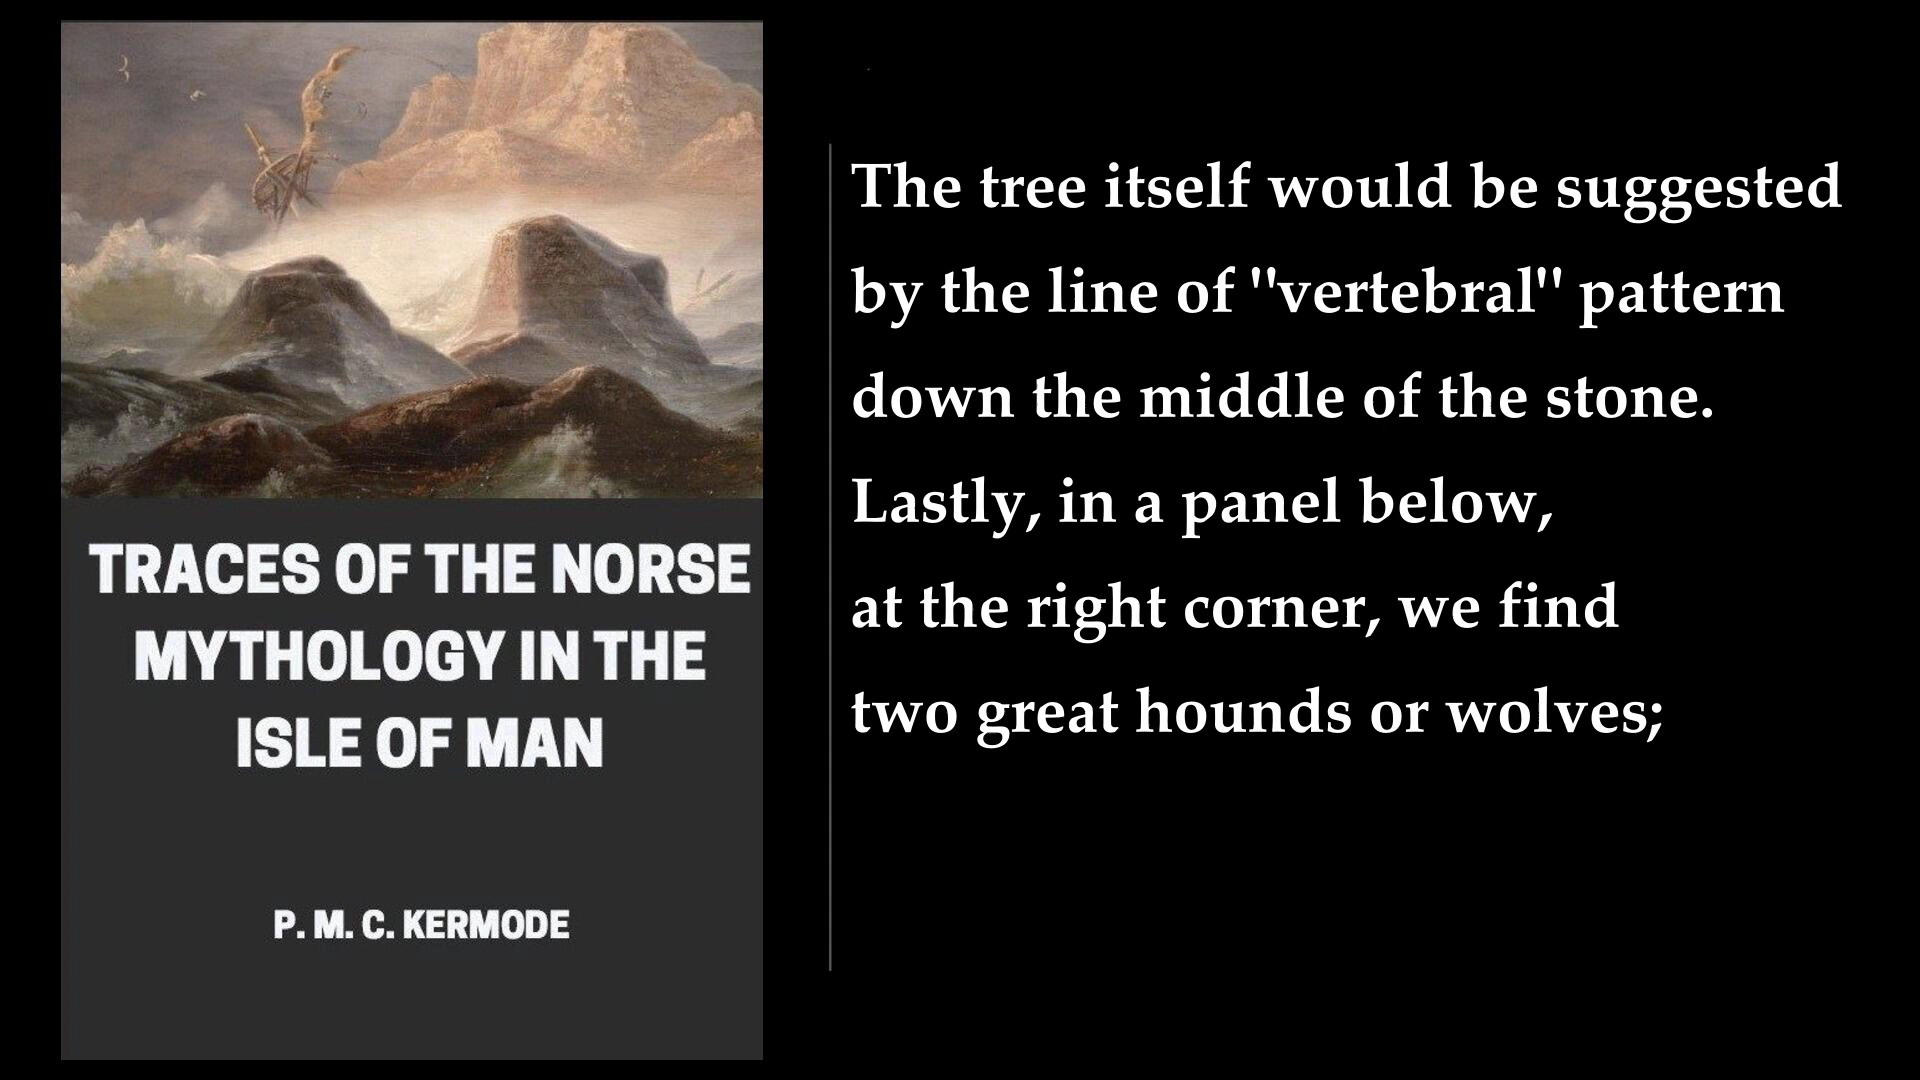 TRACES OF THE NORSE
MYTHOLOGY IN THE
ISLE OF MAN
P. M. C. KERMODE
The tree itself would be suggested
by the line of "vertebral" pattern
down the middle of the stone.
Lastly, in a panel below,
at the right corner, we find
two great hounds or wolves;